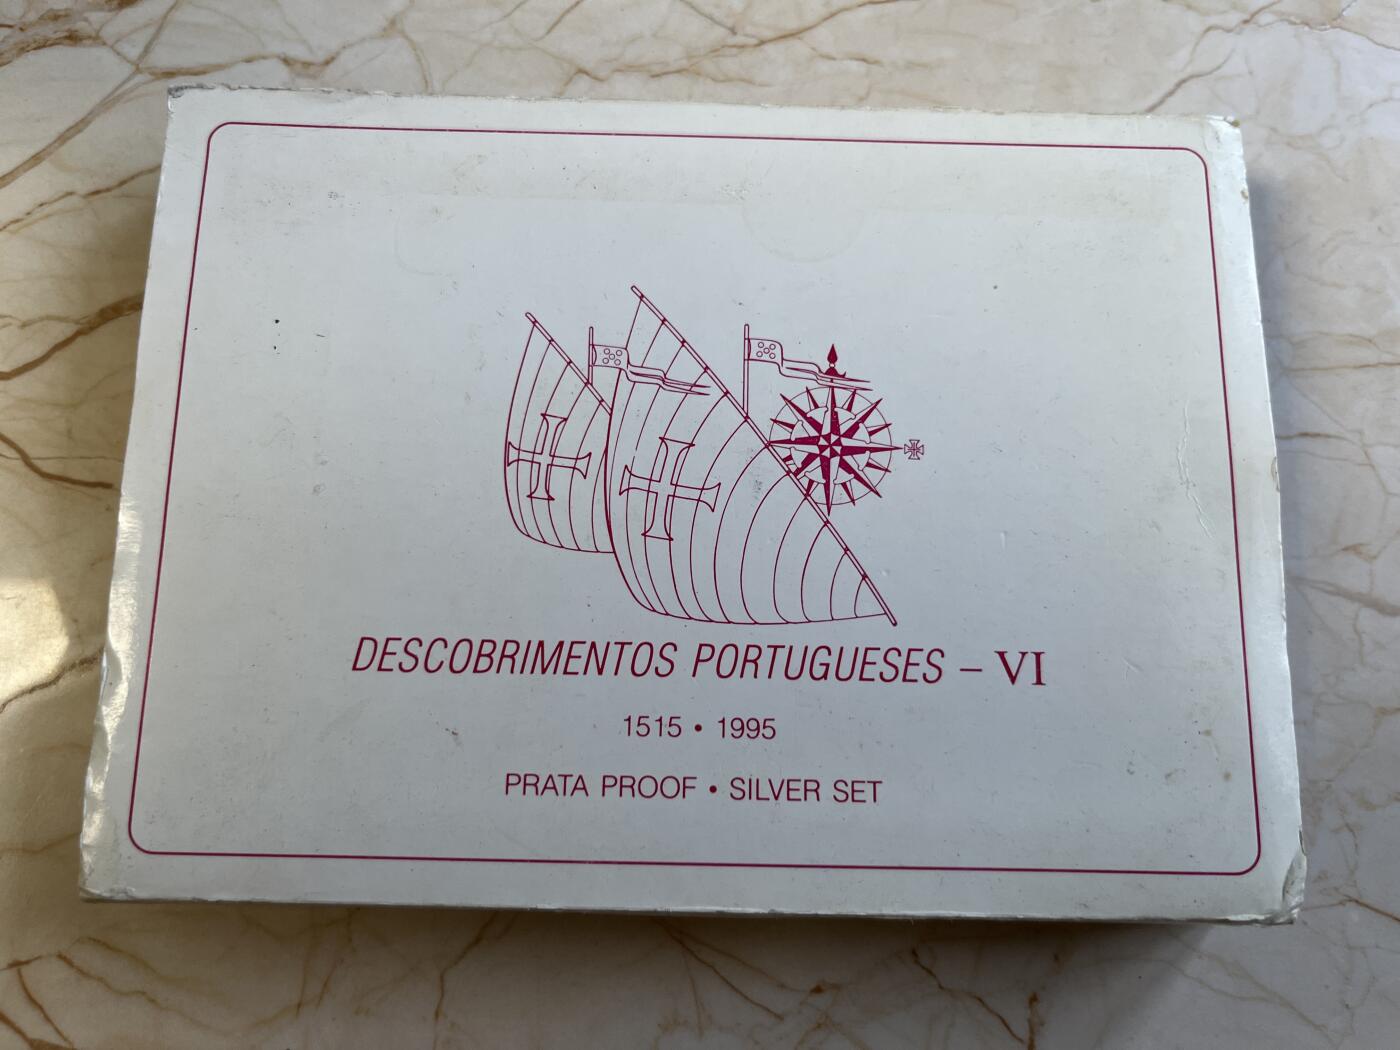 DESCOBRIMENTOS PORTUGUESES – VI
1515 • 1995
PRATA PROOF • SILVER SET